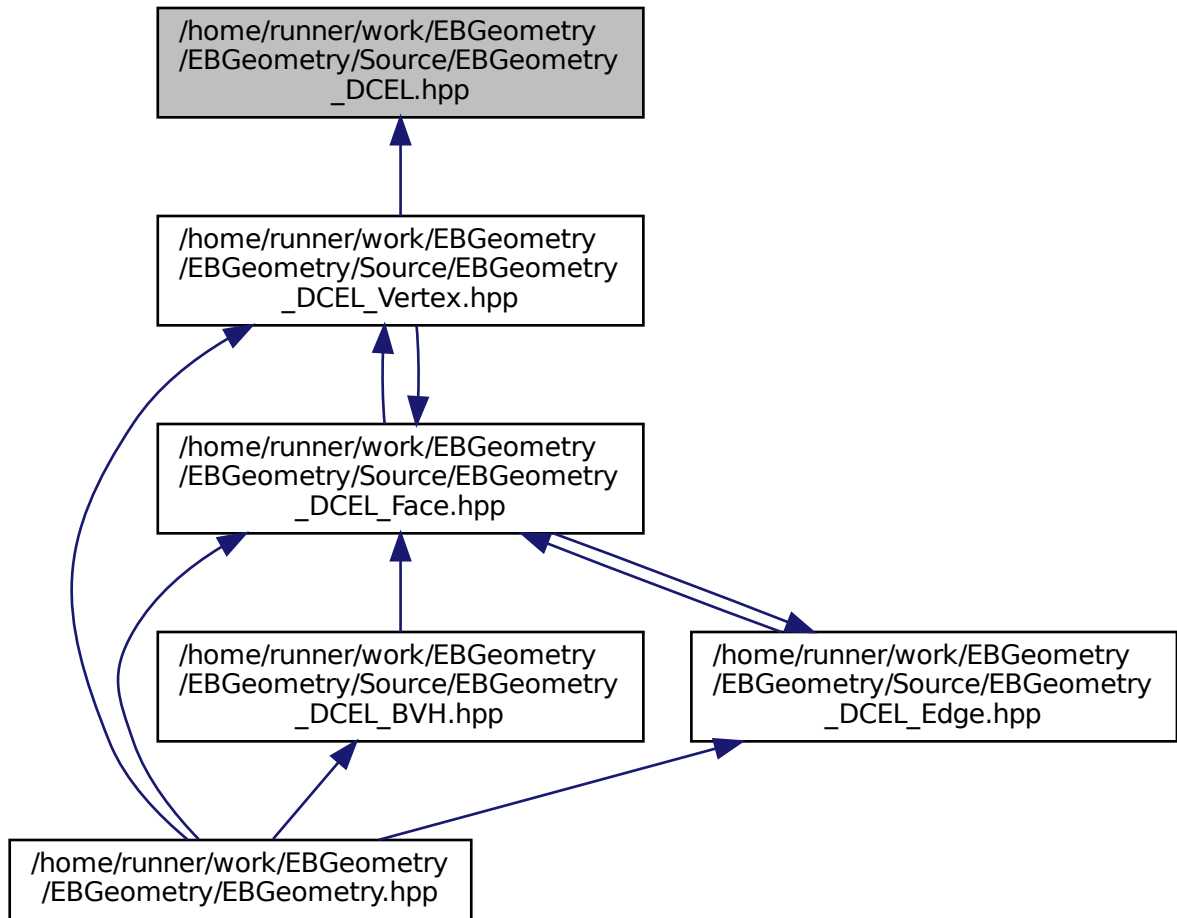 /home/runner/work/EBGeometry
/EBGeometry/Source/EBGeometry
_DCEL.hpp
/home/runner/work/EBGeometry
/EBGeometry/Source/EBGeometry
_DCEL_Vertex.hpp
/home/runner/work/EBGeometry
/EBGeometry/Source/EBGeometry
_DCEL_Face.hpp
/home/runner/work/EBGeometry
/EBGeometry/Source/EBGeometry
_DCEL_BVH.hpp
/home/runner/work/EBGeometry
/EBGeometry/Source/EBGeometry
_DCEL_Edge.hpp
/home/runner/work/EBGeometry
/EBGeometry/EBGeometry.hpp